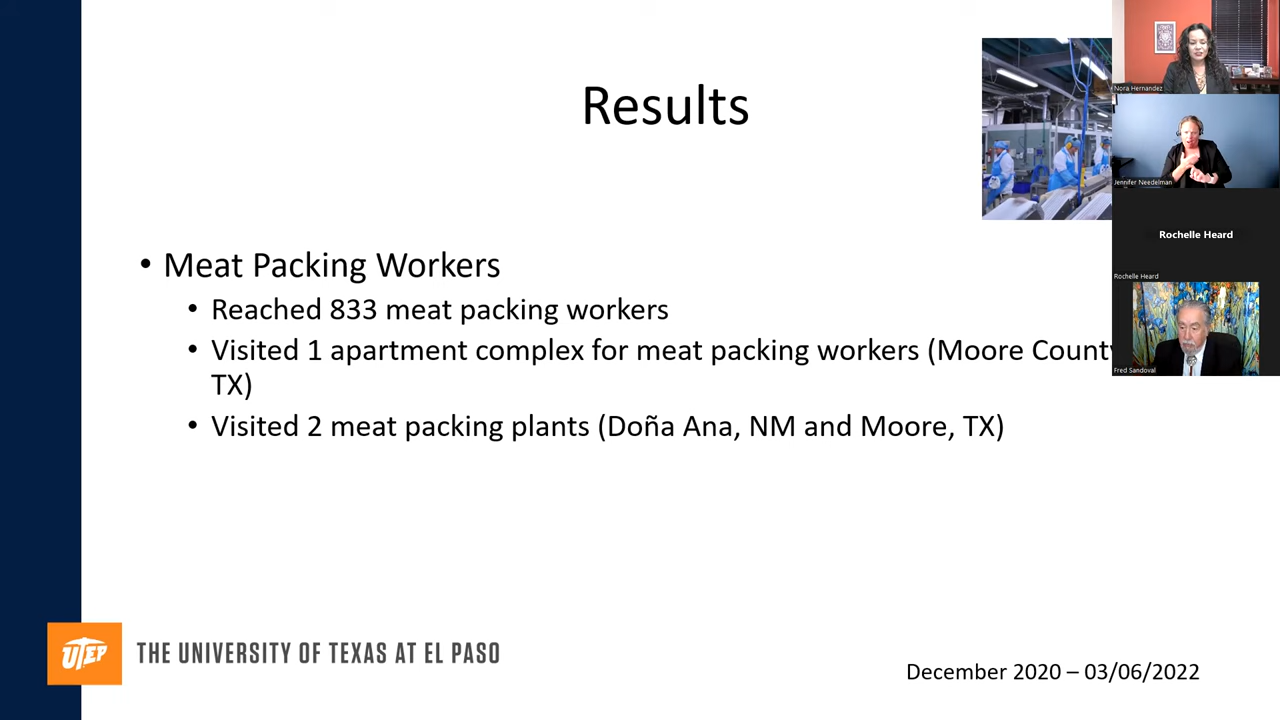 Results
• Meat Packing Workers
• Reached 833 meat packing workers
• Visited 1 apartment complex for meat packing workers (Moore County
TX)
• Visited 2 meat packing plants (Doña Ana, NM and Moore, TX)
UTEP
THE UNIVERSITY OF TEXAS AT EL PASO
December 2020 – 03/06/2022
Nora Hernandez
Jennifer Needelman
Rochelle Heard
Rochelle Heard
Fred Sandoval